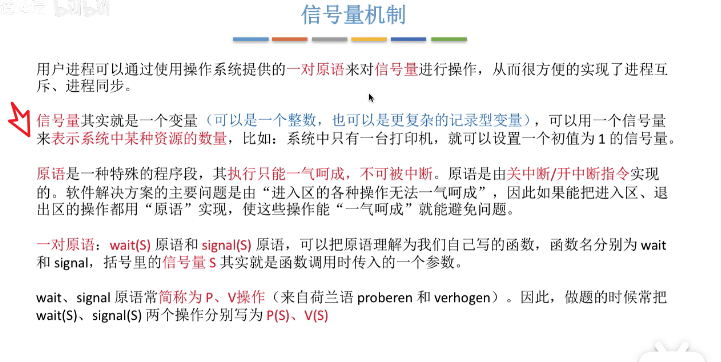 信号量机制
用户进程可以通过使用操作系统提供的一对原语来对信号量进行操作，从而很方便的实现了进程互
斥、进程同步。
信号量其实就是一个变量（可以是一个整数，也可以是更复杂的记录型变量），可以用一个信号量
来表示系统中某种资源的数量，比如：系统中只有一台打印机，就可以设置一个初值为 1 的信号量。
原语是一种特殊的程序段，其执行只能一气呵成，不可被中断。原语是由关中断/开中断指令实现
的。软件解决方案的主要问题是由“进入区的各种操作无法一气呵成”，因此如果能把进入区、退
出区的操作都用“原语”实现，使这些操作能“一气呵成”就能避免问题。
一对原语：wait(S) 原语和 signal(S) 原语，可以把原语理解为我们自己写的函数，函数名分别为 wait
和 signal，括号里的信号量 S 其实就是函数调用时传入的一个参数。
wait、signal 原语常简称为 P、V操作（来自荷兰语 proberen 和 verhogen）。因此，做题的时候常把
wait(S)、signal(S) 两个操作分别写为 P(S)、V(S)